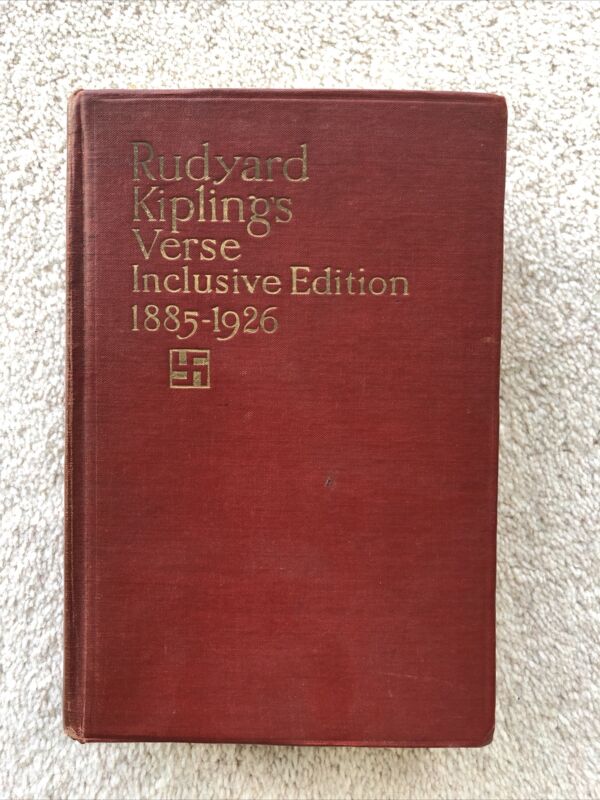 Rudyard
Kipling's
Verse
Inclusive Edition
1885-1926